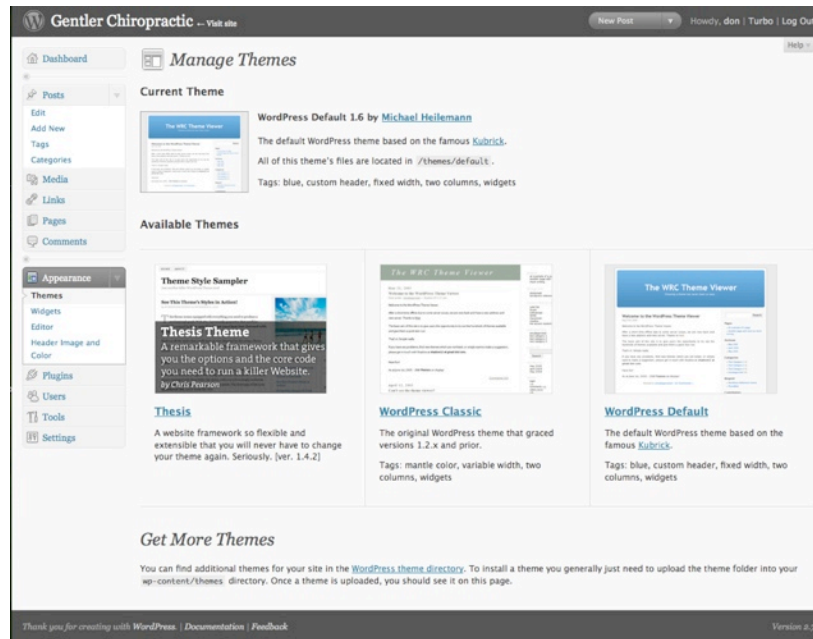 Gentler Chiropractic ← Visit site
New Post
Howdy, don | Turbo | Log Out
Help
Dashboard
Posts
Edit
Add New
Tags
Categories
Media
Links
Pages
Comments
Appearance
Themes
Widgets
Editor
Header Image and
Color
Plugins
Users
Tools
Settings
Manage Themes
Current Theme
The WRC Theme Viewer
WordPress Default 1.6 by Michael Heilemann
The default WordPress theme based on the famous Kubrick.
All of this theme's files are located in /themes/default .
Tags: blue, custom header, fixed width, two columns, widgets
Available Themes
Theme Style Sampler
See This Theme's Styles in Action!
Thesis Theme
A remarkable framework that gives
you the options and the core code
you need to run a killer Website.
by Chris Pearson
Thesis
A website framework so flexible and
extensible that you will never have to change
your theme again. Seriously. [ver. 1.4.2]
The WRC Theme Viewer
WordPress Classic
The original WordPress theme that graced
versions 1.2.x and prior.
Tags: mantle color, variable width, two
columns, widgets
The WRC Theme Viewer
WordPress Default
The default WordPress theme based on the
famous Kubrick.
Tags: blue, custom header, fixed width, two
columns, widgets
Get More Themes
You can find additional themes for your site in the WordPress theme directory. To install a theme you generally just need to upload the theme folder into your
wp-content/themes directory. Once a theme is uploaded, you should see it on this page.
Thank you for creating with WordPress. | Documentation | Feedback
Version 2.